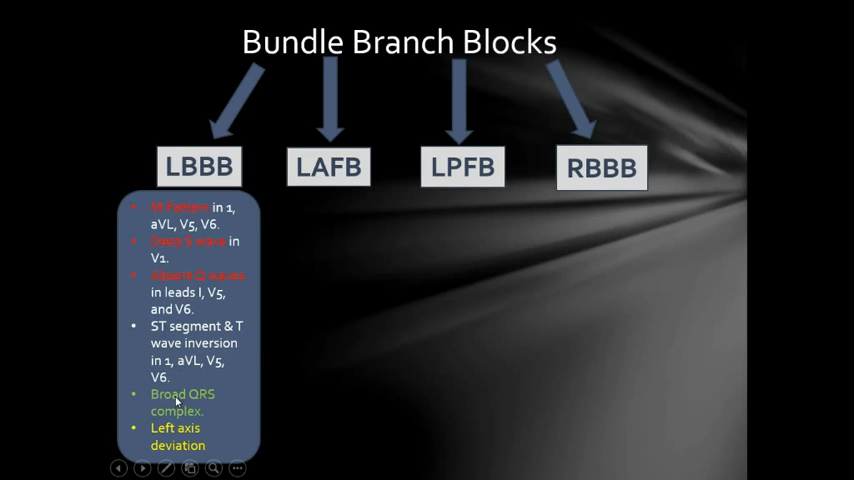 Bundle Branch Blocks
LBBB
LAFB
LPFB
RBBB
• M Pattern in 1,
aVL, V5, V6.
• Deep S wave in
V1.
• Absent Q waves
in leads I, V5,
and V6.
• ST segment & T
wave inversion
in 1, aVL, V5,
V6.
• Broad QRS
complex.
• Left axis
deviation